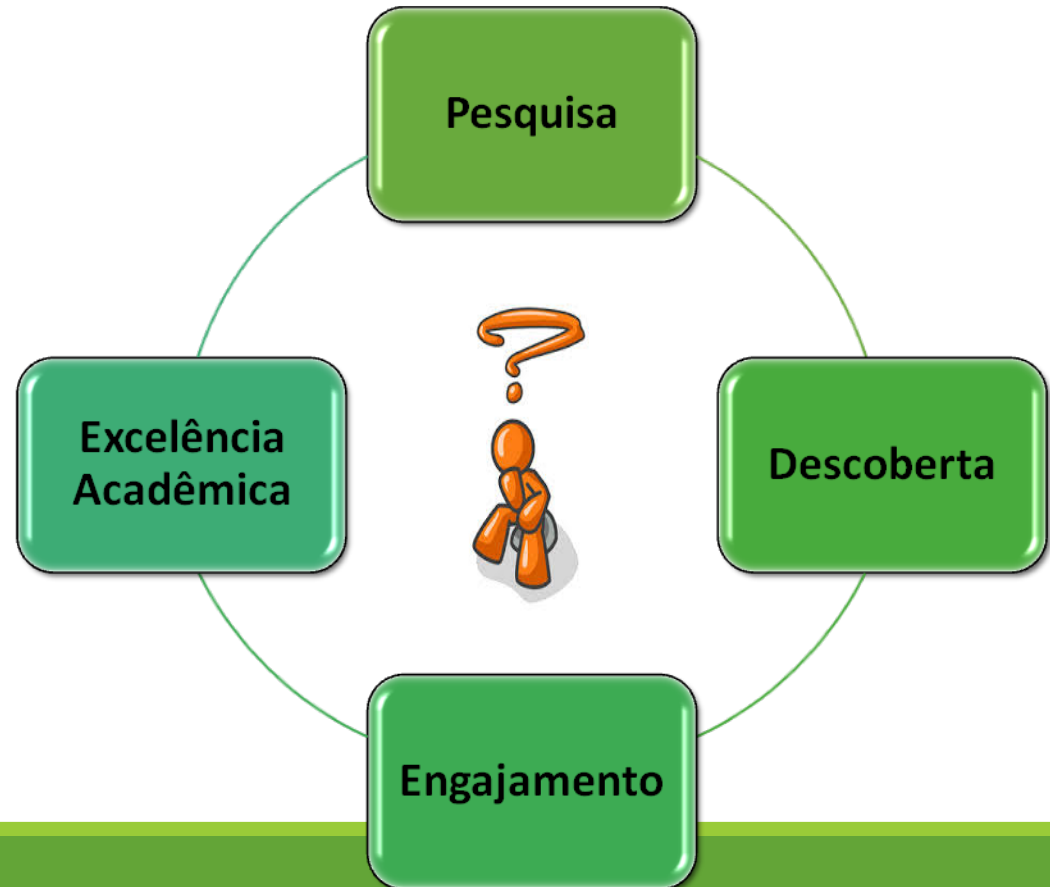 Pesquisa
Excelência
Acadêmica
Descoberta
Engajamento